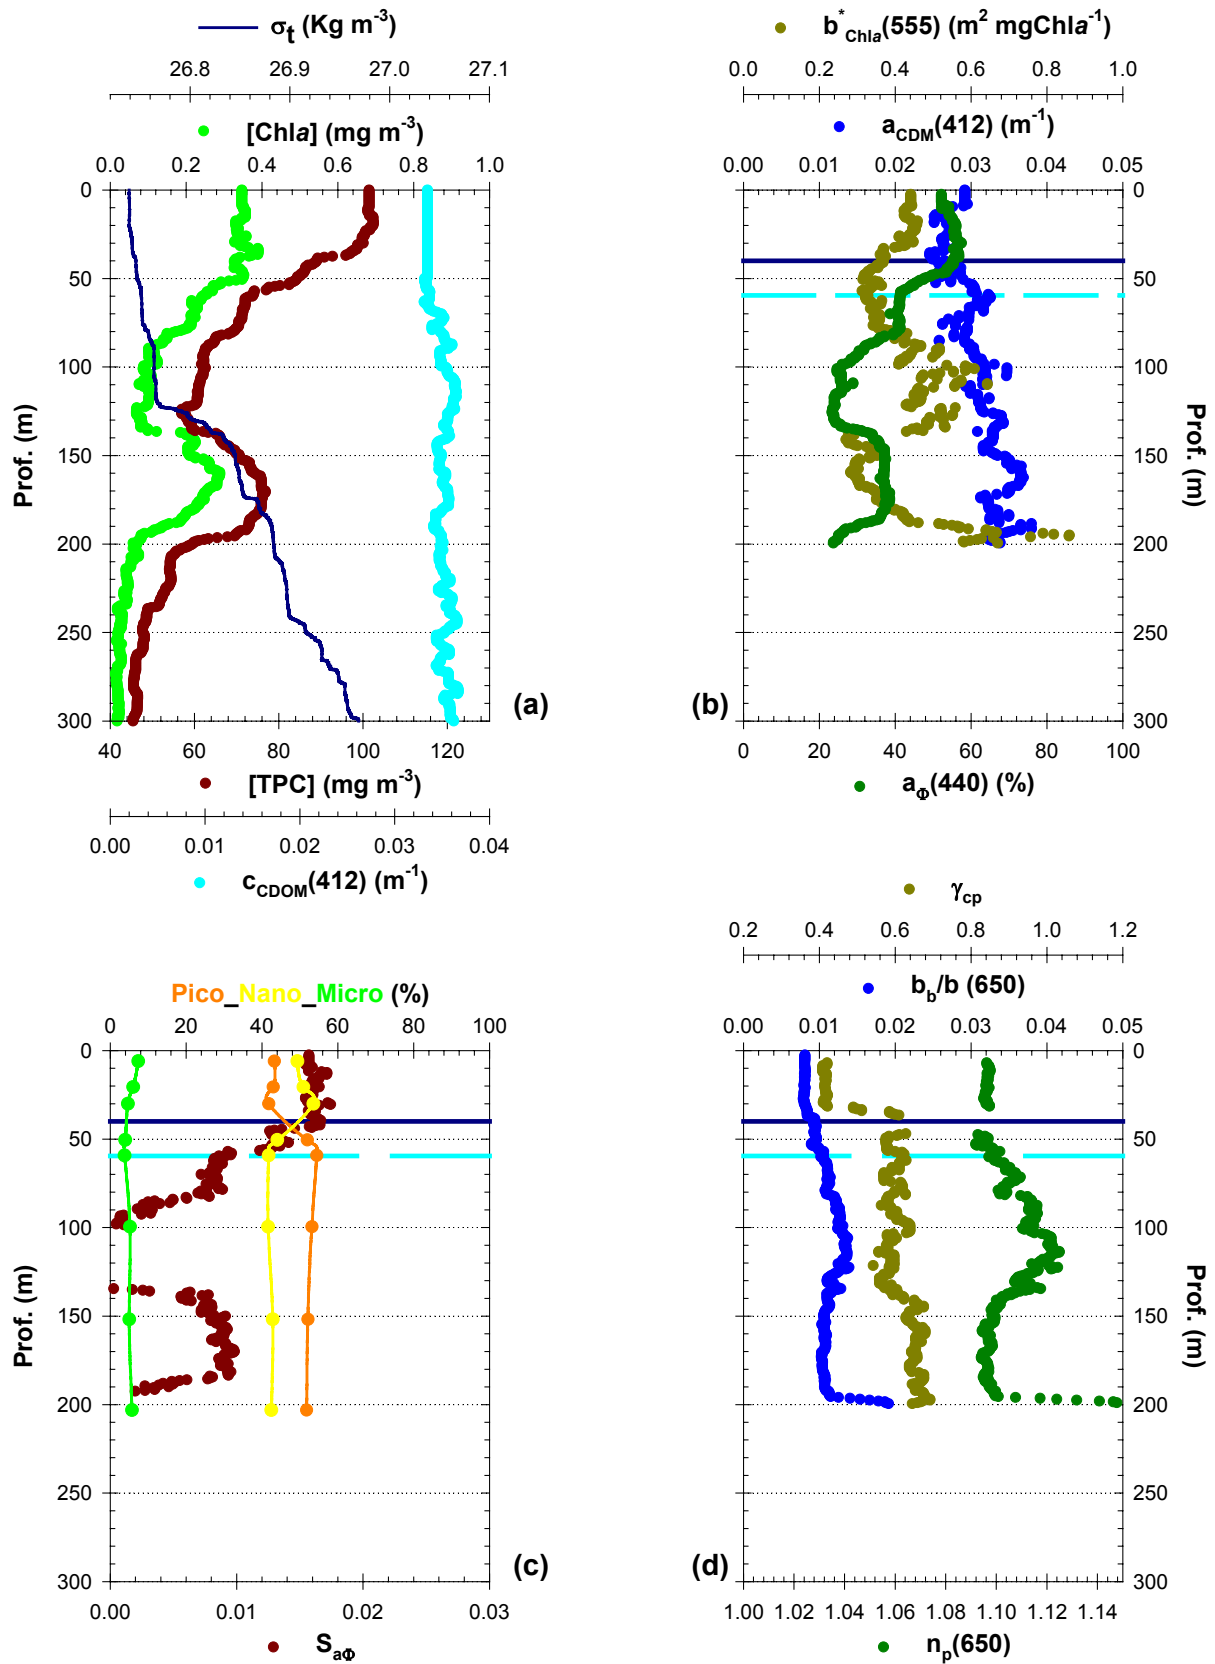 σt (Kg m-3)
26.8 26.9 27.0 27.1
[Chla] (mg m-3)
0.0 0.2 0.4 0.6 0.8 1.0
0
50
100
150
200
250
300
Prof. (m)
(a)
40 60 80 100 120
[TPC] (mg m-3)
0.00 0.01 0.02 0.03 0.04
cCDOM(412) (m-1)
b*Chla(555) (m2 mgChla-1)
0.0 0.2 0.4 0.6 0.8 1.0
aCDM(412) (m-1)
0.00 0.01 0.02 0.03 0.04 0.05
0
50
100
150
200
250
300
Prof. (m)
(b)
0 20 40 60 80 100
aΦ(440) (%)
Pico_Nano_Micro (%)
0 20 40 60 80 100
0
50
100
150
200
250
300
Prof. (m)
(c)
0.00 0.01 0.02 0.03
SaΦ
γcp
0.2 0.4 0.6 0.8 1.0 1.2
bb/b (650)
0.00 0.01 0.02 0.03 0.04 0.05
0
50
100
150
200
250
300
Prof. (m)
(d)
1.00 1.02 1.04 1.06 1.08 1.10 1.12 1.14
np(650)